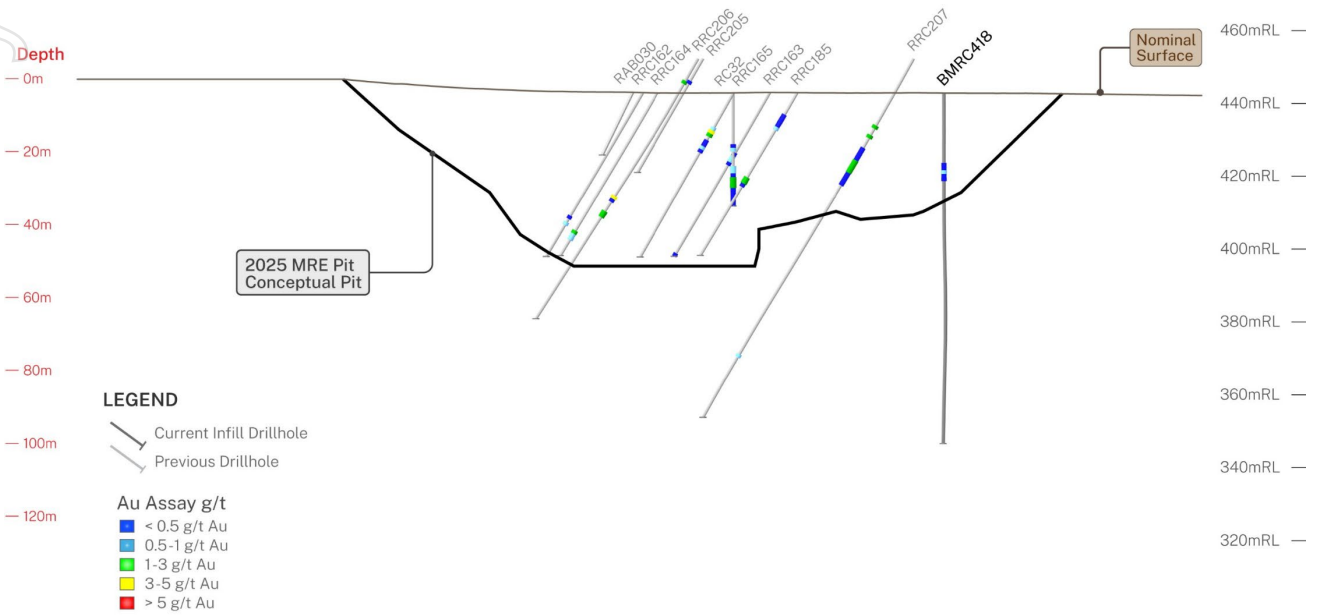 Depth
0m
20m
40m
60m
80m
100m
120m
RAB030
RRC162
RRC164
RRC206
RRC205
RC32
RRC165
RRC163
RRC185
RRC207
BMRC418
Nominal
Surface
460mRL
440mRL
420mRL
400mRL
380mRL
360mRL
340mRL
320mRL
2025 MRE Pit
Conceptual Pit
LEGEND
Current Infill Drillhole
Previous Drillhole
Au Assay g/t
< 0.5 g/t Au
0.5-1 g/t Au
1-3 g/t Au
3-5 g/t Au
> 5 g/t Au